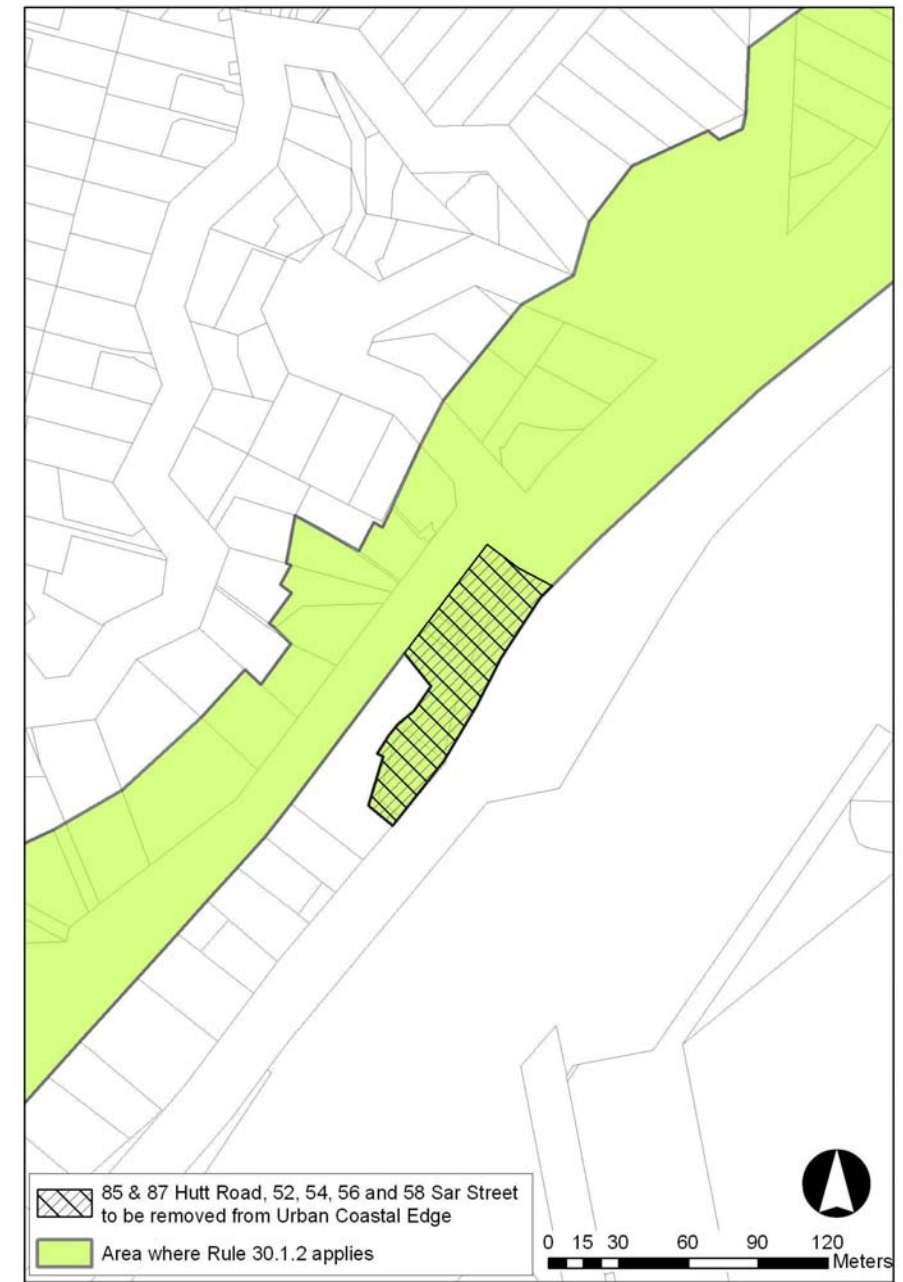 85 & 87 Hutt Road, 52, 54, 56 and 58 Sar Street
to be removed from Urban Coastal Edge
Area where Rule 30.1.2 applies
0 15 30 60 90 120
Meters